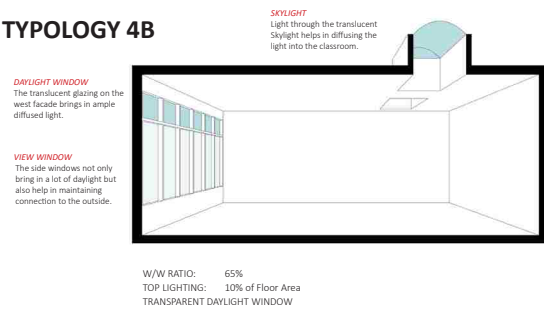 TYPOLOGY 4B
SKYLIGHT
Light through the translucent
Skylight helps in diffusing the
light into the classroom.
DAYLIGHT WINDOW
The translucent glazing on the
west facade brings in ample
diffused light.
VIEW WINDOW
The side windows not only
bring in a lot of daylight but
also help in maintaining
connection to the outside.
W/W RATIO: 65%
TOP LIGHTING: 10% of Floor Area
TRANSPARENT DAYLIGHT WINDOW